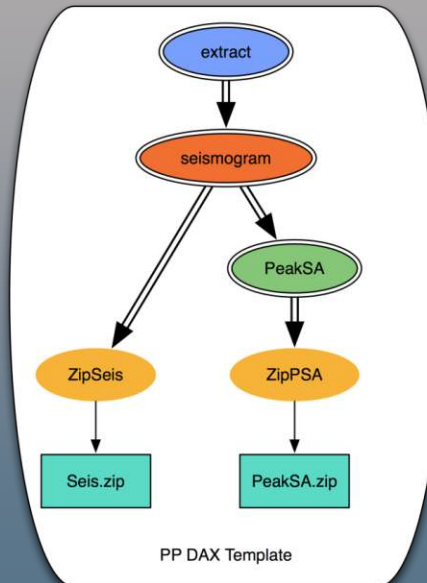 extract
seismogram
PeakSA
ZipSeis
ZipPSA
Seis.zip
PeakSA.zip
PP DAX Template